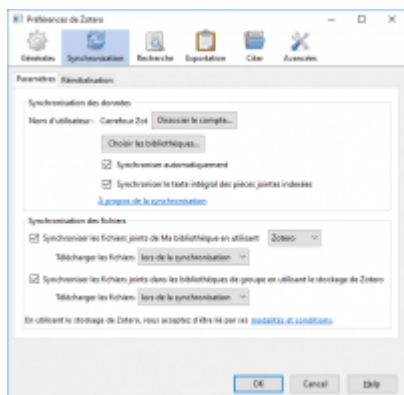 Préférences de Zotero
Générales Synchronisation Recherche Exportation Citer Avancées
Paramètres Réinitialisation
Synchronisation des données
Nom d'utilisateur : Carrefour Zot Dissocier le compte...
Choisir les bibliothèques...
Synchroniser automatiquement
Synchroniser le texte intégral des pièces jointes indexées
À propos de la synchronisation
Synchronisation des fichiers
Synchroniser les fichiers joints de Ma bibliothèque en utilisant Zotero
Télécharger les fichiers lors de la synchronisation
Synchroniser les fichiers joints dans les bibliothèques de groupe en utilisant le stockage de Zotero
Télécharger les fichiers lors de la synchronisation
En utilisant le stockage de Zotero, vous acceptez d'être lié par ses modalités et conditions.
OK Cancel Help